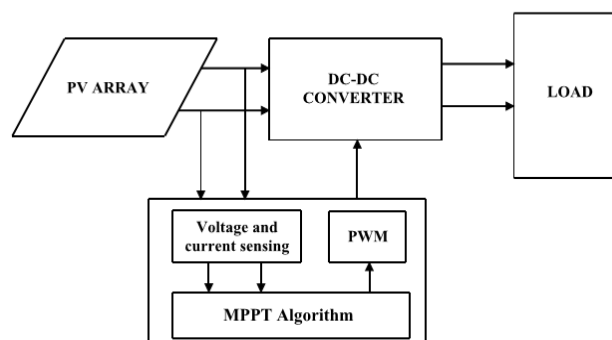 PV ARRAY
DC-DC
CONVERTER
LOAD
Voltage and
current sensing
PWM
MPPT Algorithm